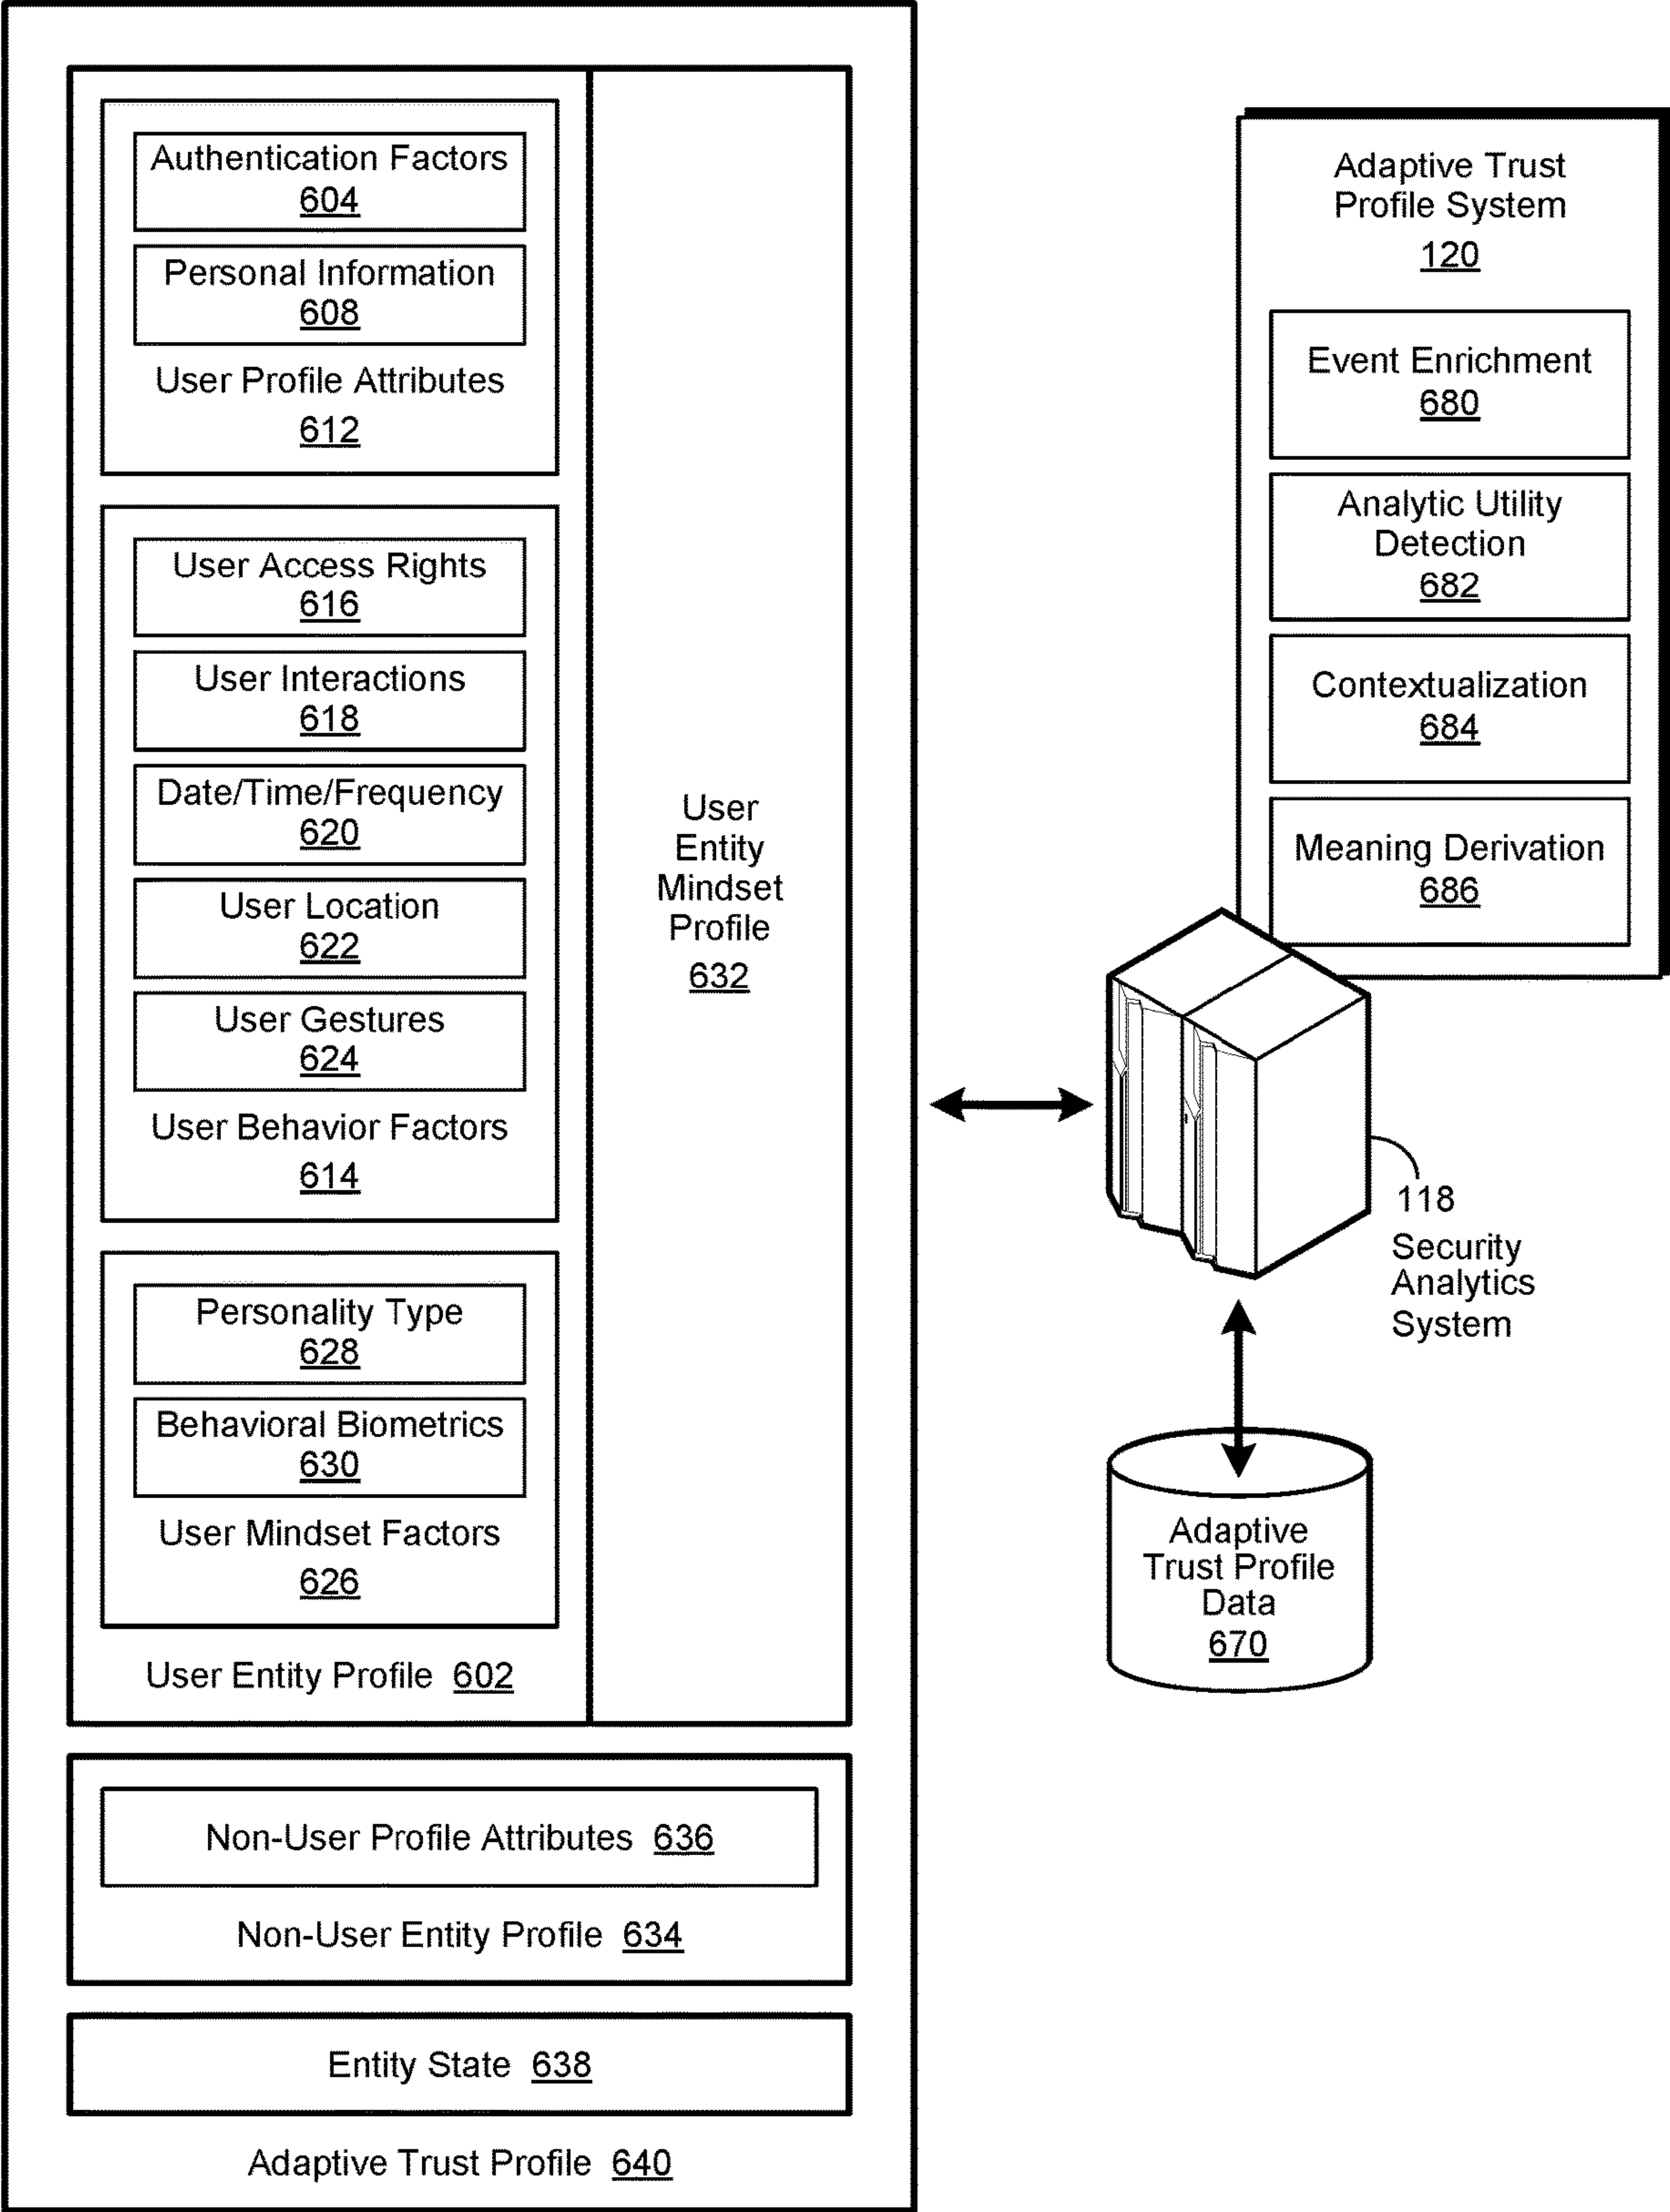 Authentication Factors
604
Personal Information
608
User Profile Attributes
612
User Access Rights
616
User Interactions
618
Date/Time/Frequency
620
User Location
622
User Gestures
624
User Behavior Factors
614
Personality Type
628
Behavioral Biometrics
630
User Mindset Factors
626
User Entity Profile 602
User
Entity
Mindset
Profile
632
Non-User Profile Attributes 636
Non-User Entity Profile 634
Entity State 638
Adaptive Trust Profile 640
Adaptive Trust
Profile System
120
Event Enrichment
680
Analytic Utility
Detection
682
Contextualization
684
Meaning Derivation
686
118
Security
Analytics
System
Adaptive
Trust Profile
Data
670